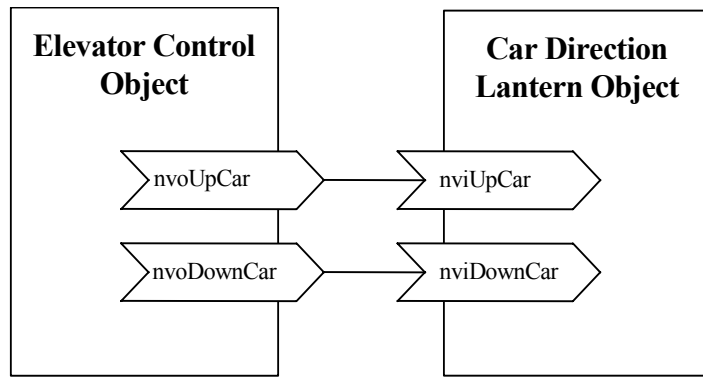 Elevator Control
Object
Car Direction
Lantern Object
nvoUpCar
nviUpCar
nvoDownCar
nviDownCar